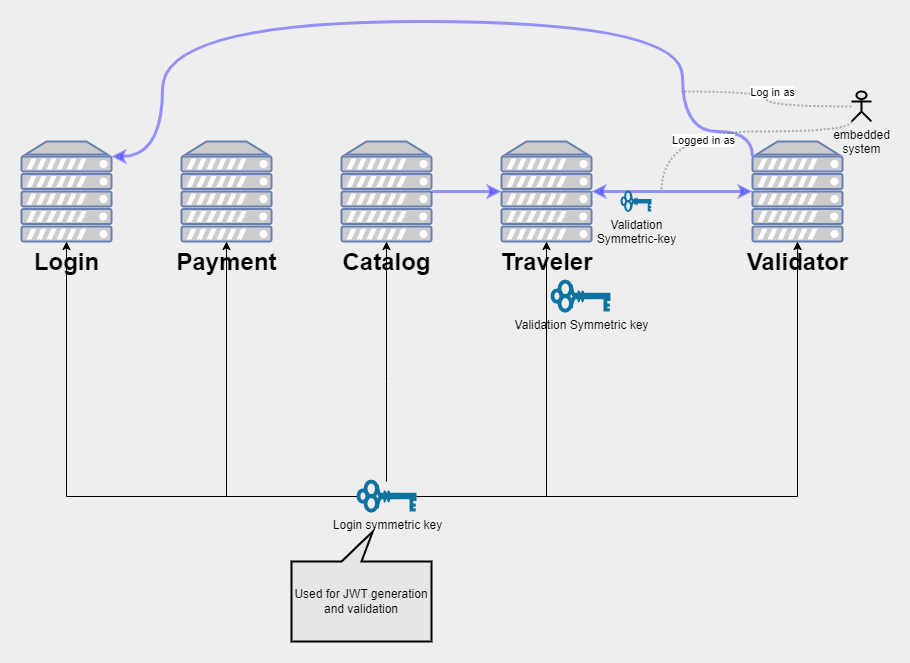 Log in as
embedded
system
Logged in as
Validation
Symmetric-key
Login
Payment
Catalog
Traveler
Validator
Validation Symmetric key
Login symmetric key
Used for JWT generation
and validation